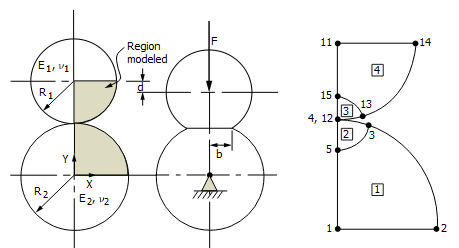 E1, ν1
Region
modeled
R1
d
Y
X
R2
E2, ν2
F
b
11
14
4
15
13
3
4, 12
2
3
5
1
1
2